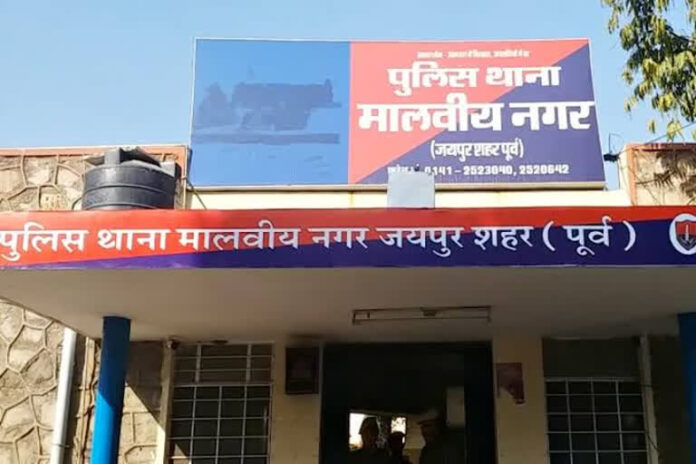 पुलिस थाना
मालवीय नगर
(जयपुर शहर पूर्व)
0141 - 2523040, 2520642
पुलिस थाना मालवीय नगर जयपुर शहर ( पूर्व )